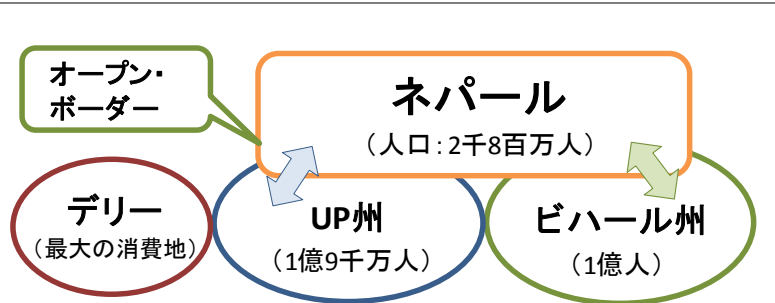 オープン・
ボーダー
ネパール
（人口：2千8百万人）
デリー
（最大の消費地）
UP州
（1億9千万人）
ビハール州
（1億人）